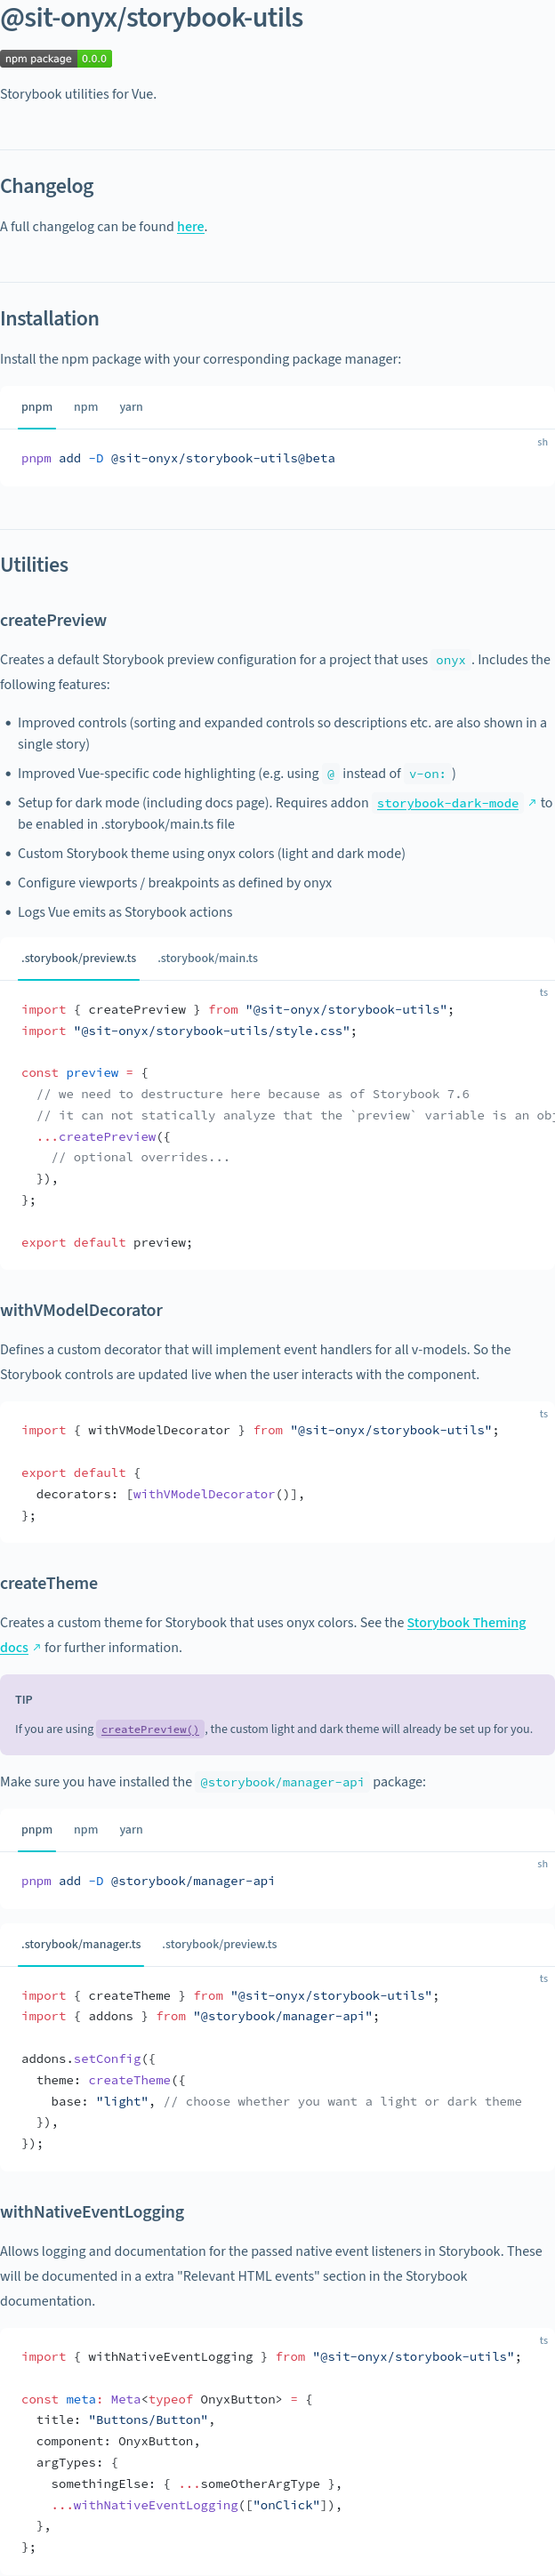 @sit-onyx/storybook-utils
npm package 0.0.0
Storybook utilities for Vue.
Changelog
A full changelog can be found here.
Installation
Install the npm package with your corresponding package manager:
pnpm npm yarn
sh
pnpm add -D @sit-onyx/storybook-utils@beta
Utilities
createPreview
Creates a default Storybook preview configuration for a project that uses onyx. Includes the
following features:
• Improved controls (sorting and expanded controls so descriptions etc. are also shown in a
single story)
• Improved Vue-specific code highlighting (e.g. using @ instead of v-on:)
• Setup for dark mode (including docs page). Requires addon storybook-dark-mode ↗ to
be enabled in .storybook/main.ts file
• Custom Storybook theme using onyx colors (light and dark mode)
• Configure viewports / breakpoints as defined by onyx
• Logs Vue emits as Storybook actions
.storybook/preview.ts .storybook/main.ts
ts
import { createPreview } from "@sit-onyx/storybook-utils";
import "@sit-onyx/storybook-utils/style.css";
const preview = {
// we need to destructure here because as of Storybook 7.6
// it can not statically analyze that the `preview` variable is an obj
...createPreview({
// optional overrides...
}),
};
export default preview;
withVModelDecorator
Defines a custom decorator that will implement event handlers for all v-models. So the
Storybook controls are updated live when the user interacts with the component.
ts
import { withVModelDecorator } from "@sit-onyx/storybook-utils";
export default {
decorators: [withVModelDecorator()],
};
createTheme
Creates a custom theme for Storybook that uses onyx colors. See the Storybook Theming
docs ↗ for further information.
TIP
If you are using createPreview(), the custom light and dark theme will already be set up for you.
Make sure you have installed the @storybook/manager-api package:
pnpm npm yarn
sh
pnpm add -D @storybook/manager-api
.storybook/manager.ts .storybook/preview.ts
ts
import { createTheme } from "@sit-onyx/storybook-utils";
import { addons } from "@storybook/manager-api";
addons.setConfig({
theme: createTheme({
base: "light", // choose whether you want a light or dark theme
}),
});
withNativeEventLogging
Allows logging and documentation for the passed native event listeners in Storybook. These
will be documented in a extra "Relevant HTML events" section in the Storybook
documentation.
ts
import { withNativeEventLogging } from "@sit-onyx/storybook-utils";
const meta: Meta<typeof OnyxButton> = {
title: "Buttons/Button",
component: OnyxButton,
argTypes: {
somethingElse: { ...someOtherArgType },
...withNativeEventLogging(["onClick"]),
},
};